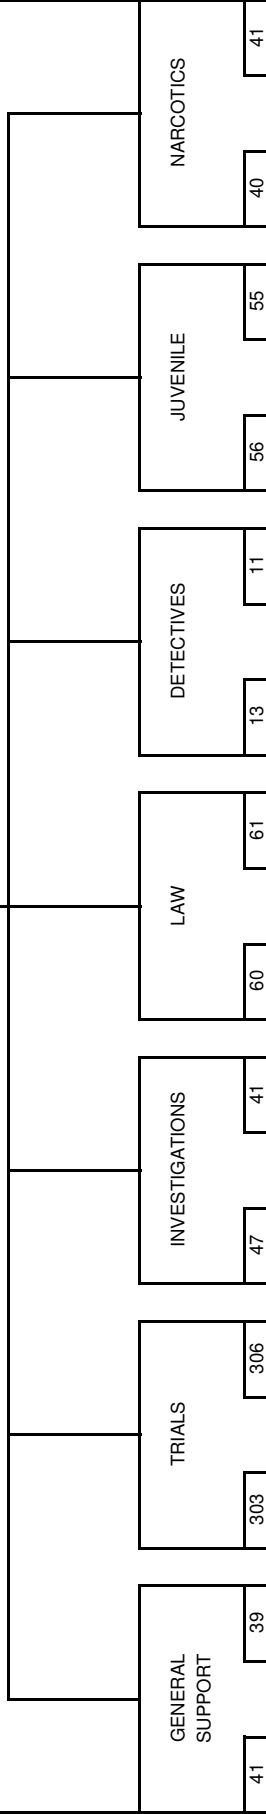 GENERAL
SUPPORT
41
39
TRIALS
303
306
INVESTIGATIONS
47
41
LAW
60
61
DETECTIVES
13
11
JUVENILE
56
55
NARCOTICS
40
41